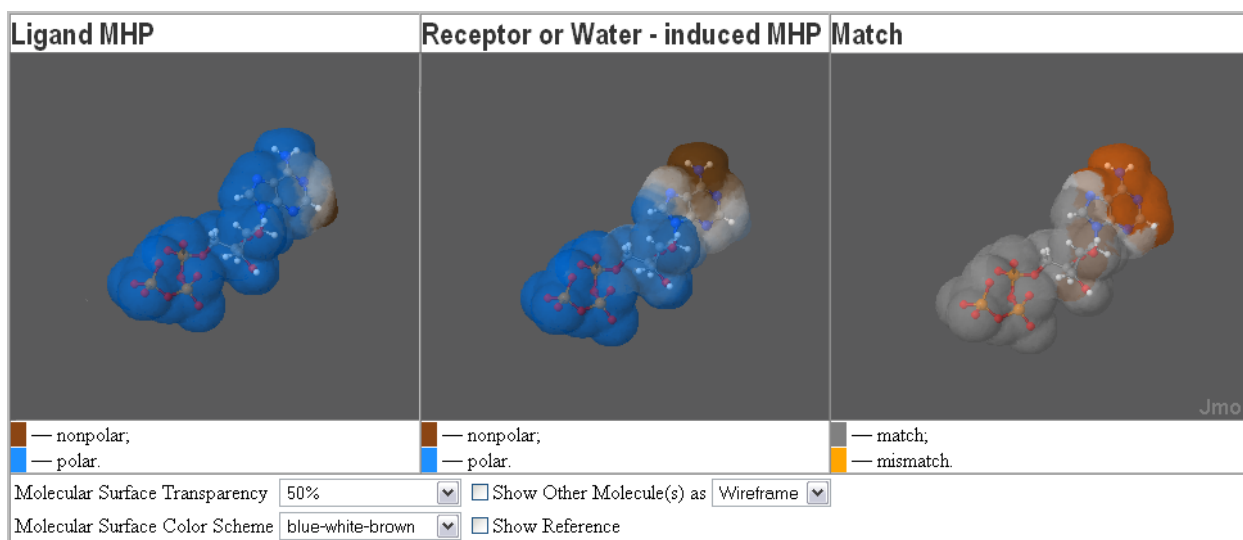 Ligand MHP
Receptor or Water - induced MHP
Match
Jmo
— nonpolar;
— polar.
— nonpolar;
— polar.
— match;
— mismatch.
Molecular Surface Transparency 50% Show Other Molecule(s) as Wireframe
Molecular Surface Color Scheme blue-white-brown Show Reference